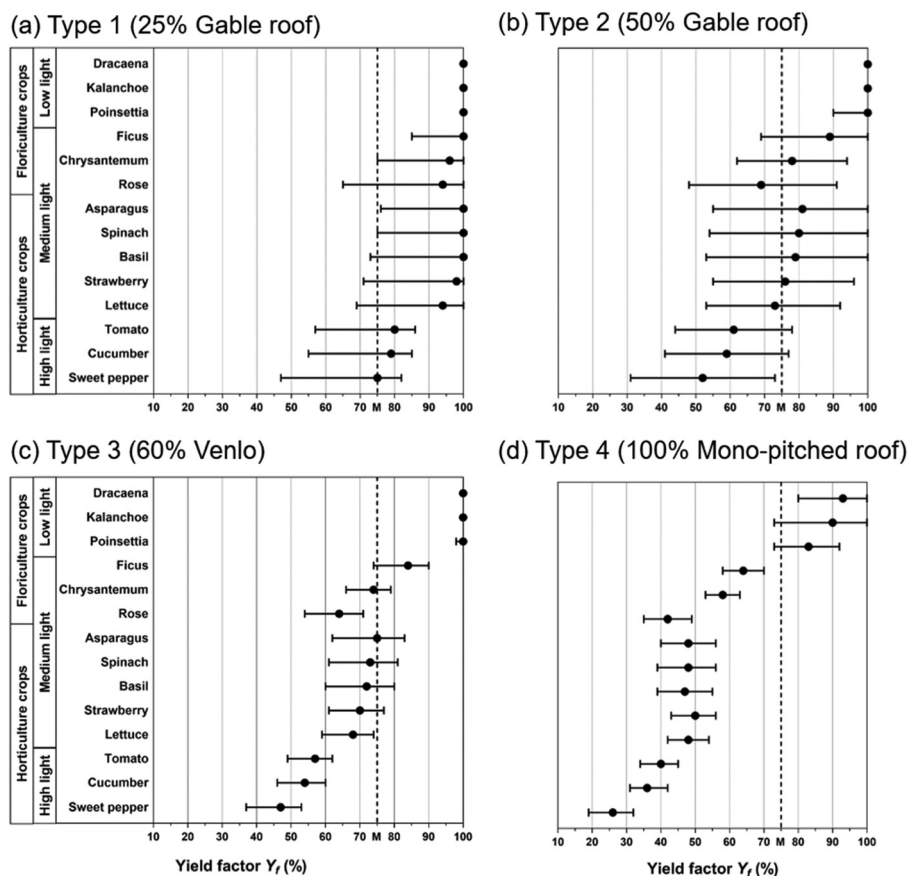 (a) Type 1 (25% Gable roof)
(b) Type 2 (50% Gable roof)
Floriculture crops
Horticulture crops
Low light
Medium light
High light
Dracaena
Kalanchoe
Poinsettia
Ficus
Chrysantemum
Rose
Asparagus
Spinach
Basil
Strawberry
Lettuce
Tomato
Cucumber
Sweet pepper
10 20 30 40 50 60 70 M 80 90 100
10 20 30 40 50 60 70 M 80 90 100
(c) Type 3 (60% Venlo)
(d) Type 4 (100% Mono-pitched roof)
Floriculture crops
Horticulture crops
Low light
Medium light
High light
Dracaena
Kalanchoe
Poinsettia
Ficus
Chrysantemum
Rose
Asparagus
Spinach
Basil
Strawberry
Lettuce
Tomato
Cucumber
Sweet pepper
10 20 30 40 50 60 70 M 80 90 100
10 20 30 40 50 60 70 M 80 90 100
Yield factor Yf (%)
Yield factor Yf (%)